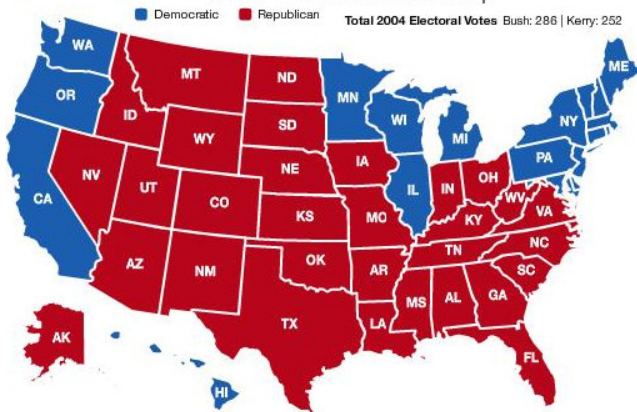 Democratic Republican Total 2004 Electoral Votes Bush: 286 | Kerry: 252
WA
ME
MT
ND
OR
MN
ID
WI
NY
SD
MI
WY
PA
IA
NE
NV
OH
IL
IN
UT
WV
CA
CO
VA
KS
MO
KY
NC
TN
OK
AZ
NM
AR
SC
MS
AL
GA
TX
LA
AK
FL
HI